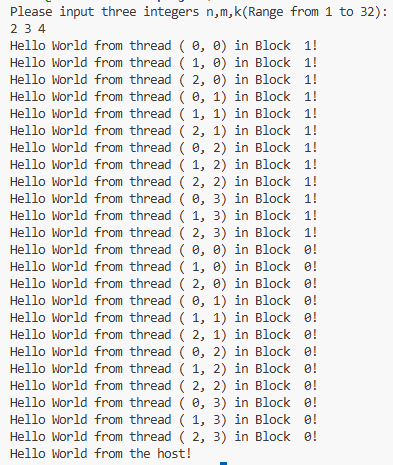 Please input three integers n,m,k(Range from 1 to 32):
2 3 4
Hello World from thread ( 0, 0) in Block  1!
Hello World from thread ( 1, 0) in Block  1!
Hello World from thread ( 2, 0) in Block  1!
Hello World from thread ( 0, 1) in Block  1!
Hello World from thread ( 1, 1) in Block  1!
Hello World from thread ( 2, 1) in Block  1!
Hello World from thread ( 0, 2) in Block  1!
Hello World from thread ( 1, 2) in Block  1!
Hello World from thread ( 2, 2) in Block  1!
Hello World from thread ( 0, 3) in Block  1!
Hello World from thread ( 1, 3) in Block  1!
Hello World from thread ( 2, 3) in Block  1!
Hello World from thread ( 0, 0) in Block  0!
Hello World from thread ( 1, 0) in Block  0!
Hello World from thread ( 2, 0) in Block  0!
Hello World from thread ( 0, 1) in Block  0!
Hello World from thread ( 1, 1) in Block  0!
Hello World from thread ( 2, 1) in Block  0!
Hello World from thread ( 0, 2) in Block  0!
Hello World from thread ( 1, 2) in Block  0!
Hello World from thread ( 2, 2) in Block  0!
Hello World from thread ( 0, 3) in Block  0!
Hello World from thread ( 1, 3) in Block  0!
Hello World from thread ( 2, 3) in Block  0!
Hello World from the host!